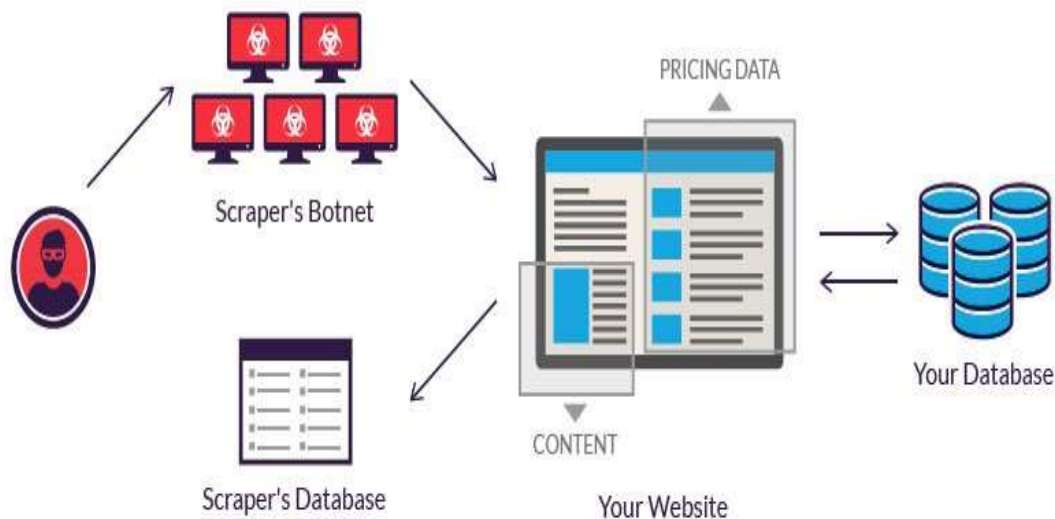 PRICING DATA
Scraper's Botnet
Your Database
CONTENT
Scraper's Database
Your Website